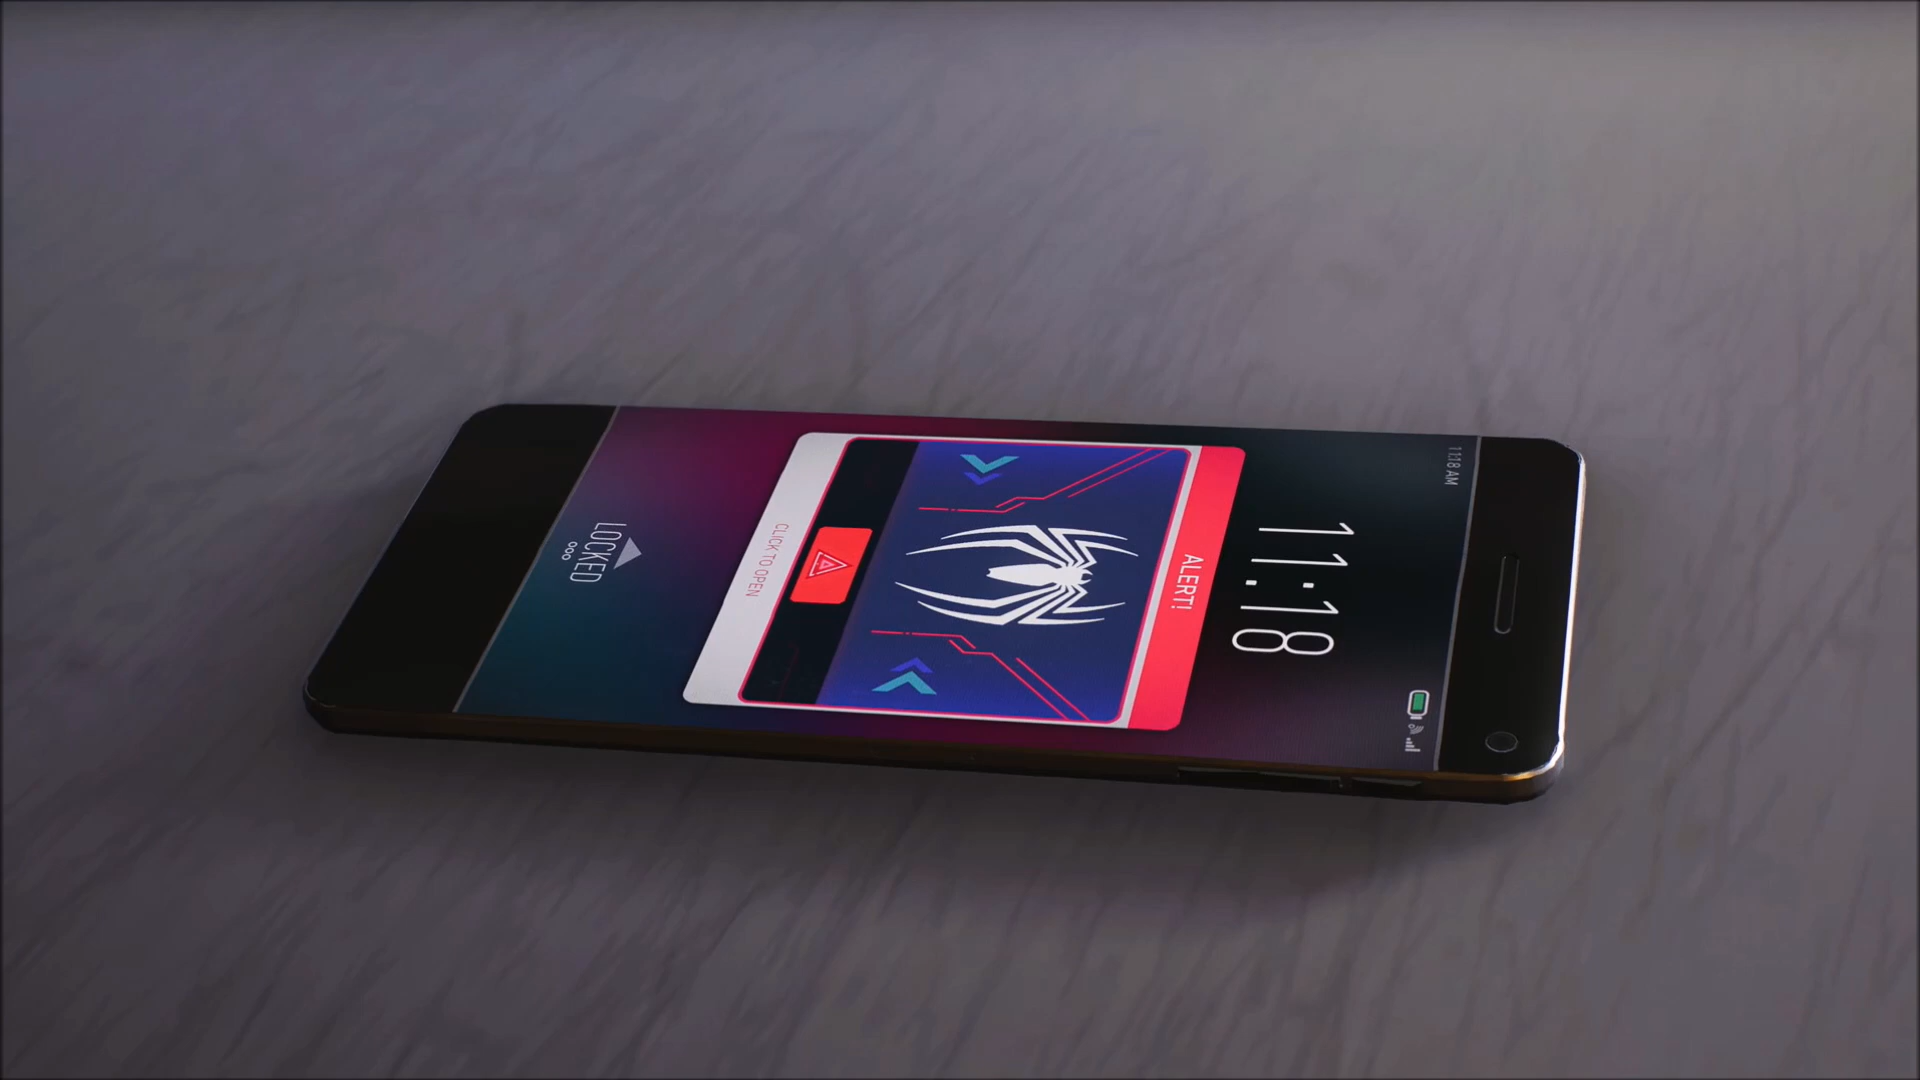 11:18 AM
11:18
ALERT!
CLICK TO OPEN
LOCKED